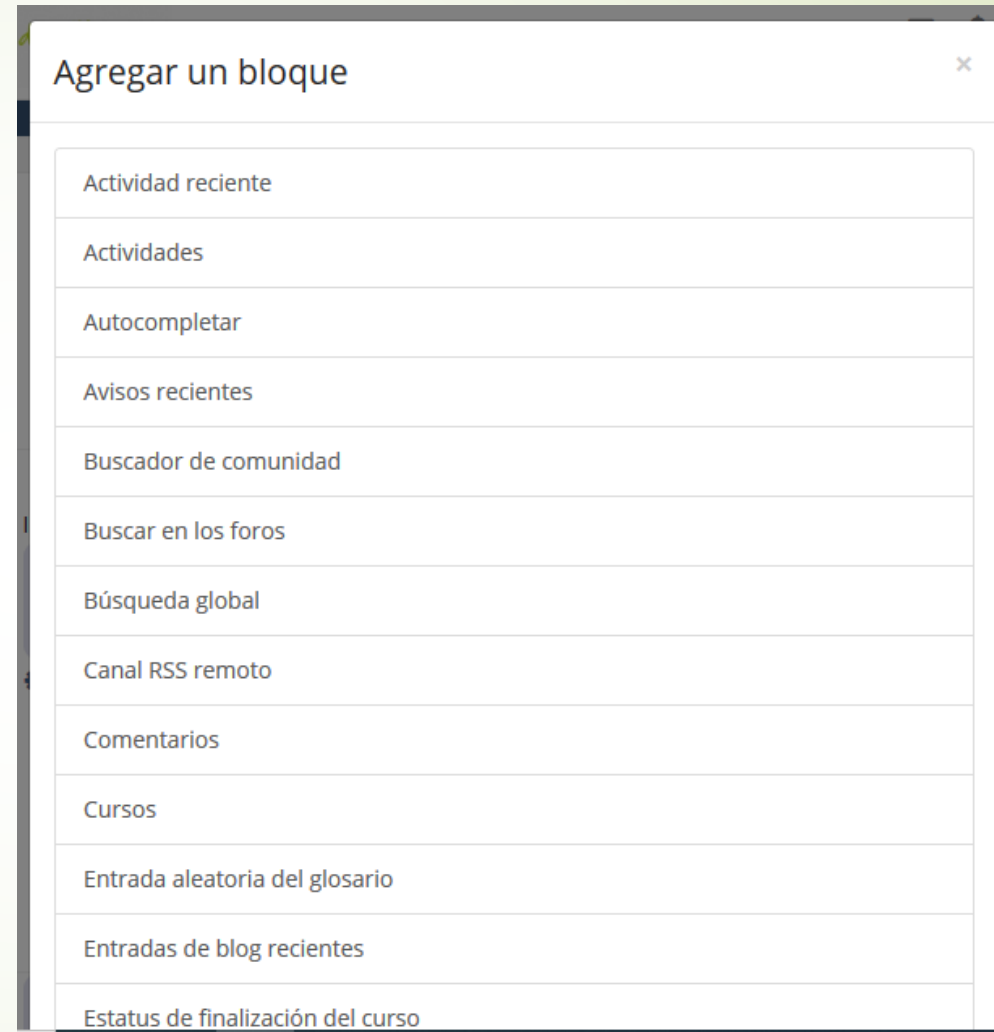 Agregar un bloque
×
Actividad reciente
Actividades
Autocompletar
Avisos recientes
Buscador de comunidad
Buscar en los foros
Búsqueda global
Canal RSS remoto
Comentarios
Cursos
Entrada aleatoria del glosario
Entradas de blog recientes
Estatus de finalización del curso